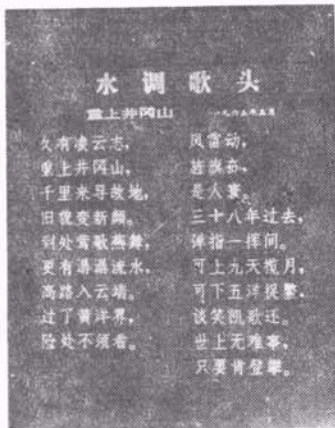 水调歌头
重上井冈山 一九六五年五月
久有凌云志，
重上井冈山，
千里来寻故地，
旧貌变新颜。
到处莺歌燕舞，
更有潺潺流水，
高路入云端。
过了黄洋界，
险处不须看。
风雷动，
旌旗奋，
是人寰。
三十八年过去，
弹指一挥间。
可上九天揽月，
可下五洋捉鳖，
谈笑凯歌还。
世上无难事，
只要肯登攀。